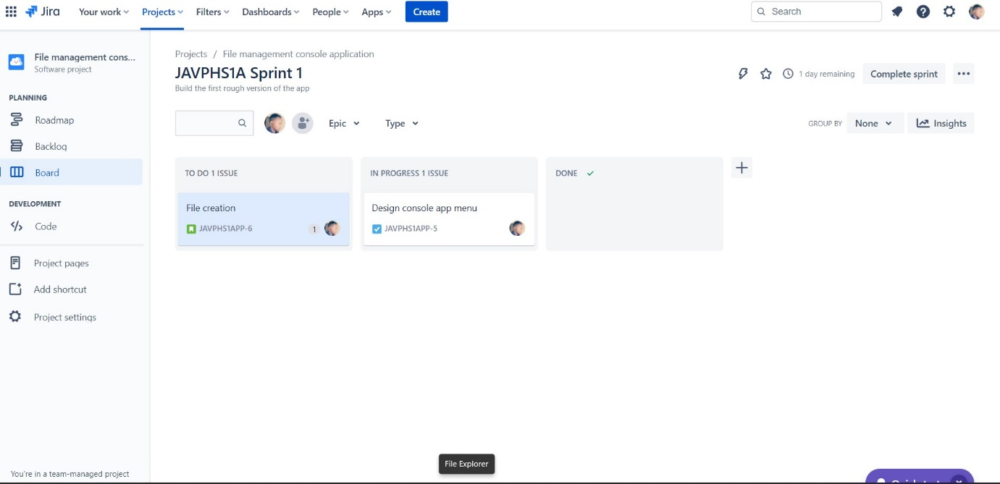 Jira Your work Projects Filters Dashboards People Apps Create Search
File management cons...
Software project
PLANNING
Roadmap
Backlog
Board
DEVELOPMENT
Code
Project pages
Add shortcut
Project settings
You're in a team-managed project
Projects / File management console application
JAVPHS1A Sprint 1
Build the first rough version of the app
1 day remaining Complete sprint
Epic Type
GROUP BY None Insights
TO DO 1 ISSUE
File creation
JAVPHS1APP-6 1
IN PROGRESS 1 ISSUE
Design console app menu
JAVPHS1APP-5
DONE
File Explorer